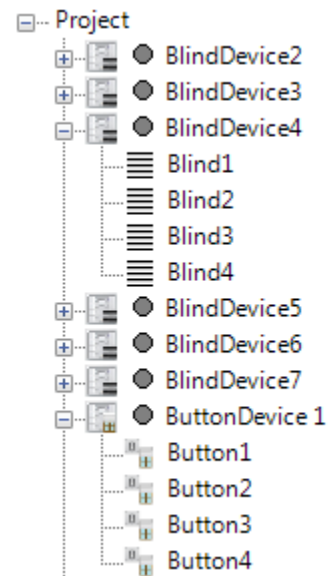 Project
BlindDevice2
BlindDevice3
BlindDevice4
Blind1
Blind2
Blind3
Blind4
BlindDevice5
BlindDevice6
BlindDevice7
ButtonDevice 1
Button1
Button2
Button3
Button4